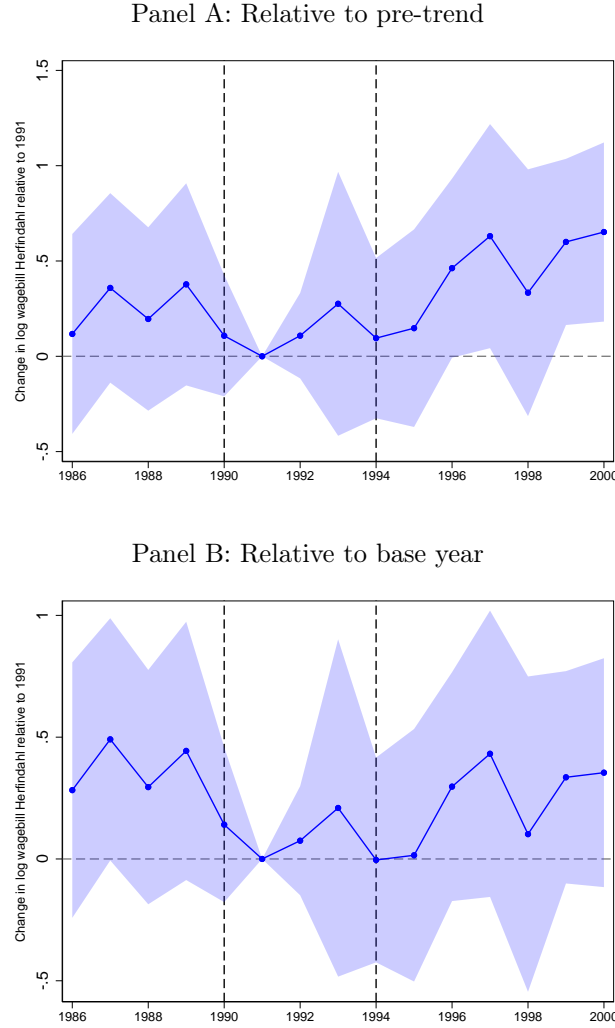 Panel A: Relative to pre-trend
Change in log wagebill Herfindahl relative to 1991
1.5
1
.5
0
-.5
1986 1988 1990 1992 1994 1996 1998 2000
Panel B: Relative to base year
Change in log wagebill Herfindahl relative to 1991
1
.5
0
-.5
1986 1988 1990 1992 1994 1996 1998 2000